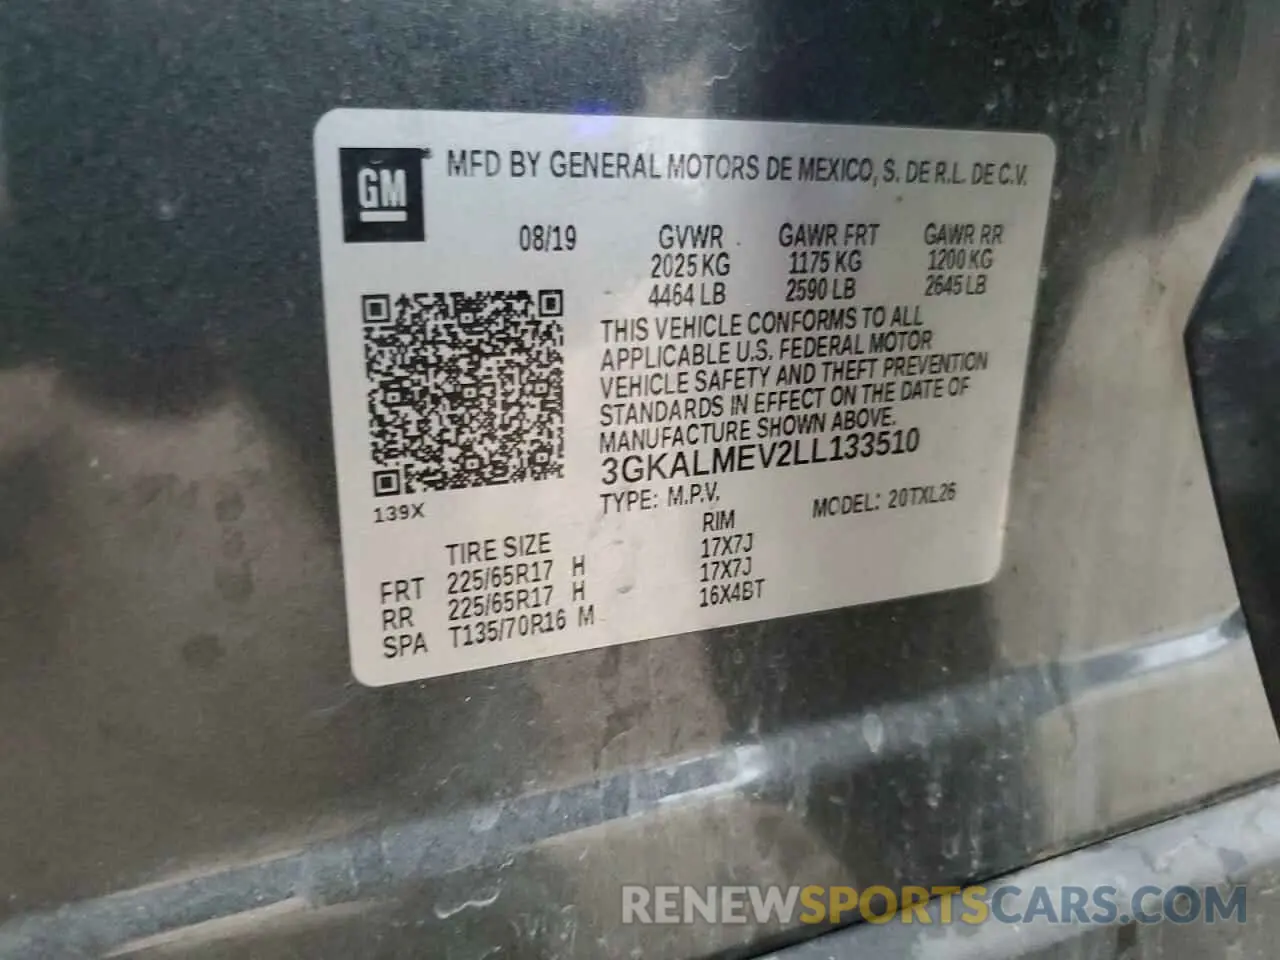 GM
MFD BY GENERAL MOTORS DE MEXICO, S. DE R.L. DE C.V.
08/19
GVWR GAWR FRT GAWR RR
2025 KG 1175 KG 1200 KG
4464 LB 2590 LB 2645 LB
THIS VEHICLE CONFORMS TO ALL
APPLICABLE U.S. FEDERAL MOTOR
VEHICLE SAFETY AND THEFT PREVENTION
STANDARDS IN EFFECT ON THE DATE OF
MANUFACTURE SHOWN ABOVE.
3GKALMEV2LL133510
TYPE: M.P.V. MODEL: 20TXL26
139X
TIRE SIZE RIM
FRT 225/65R17 H 17X7J
RR 225/65R17 H 17X7J
SPA T135/70R16 M 16X4BT
RENEWSPORTSCARS.COM